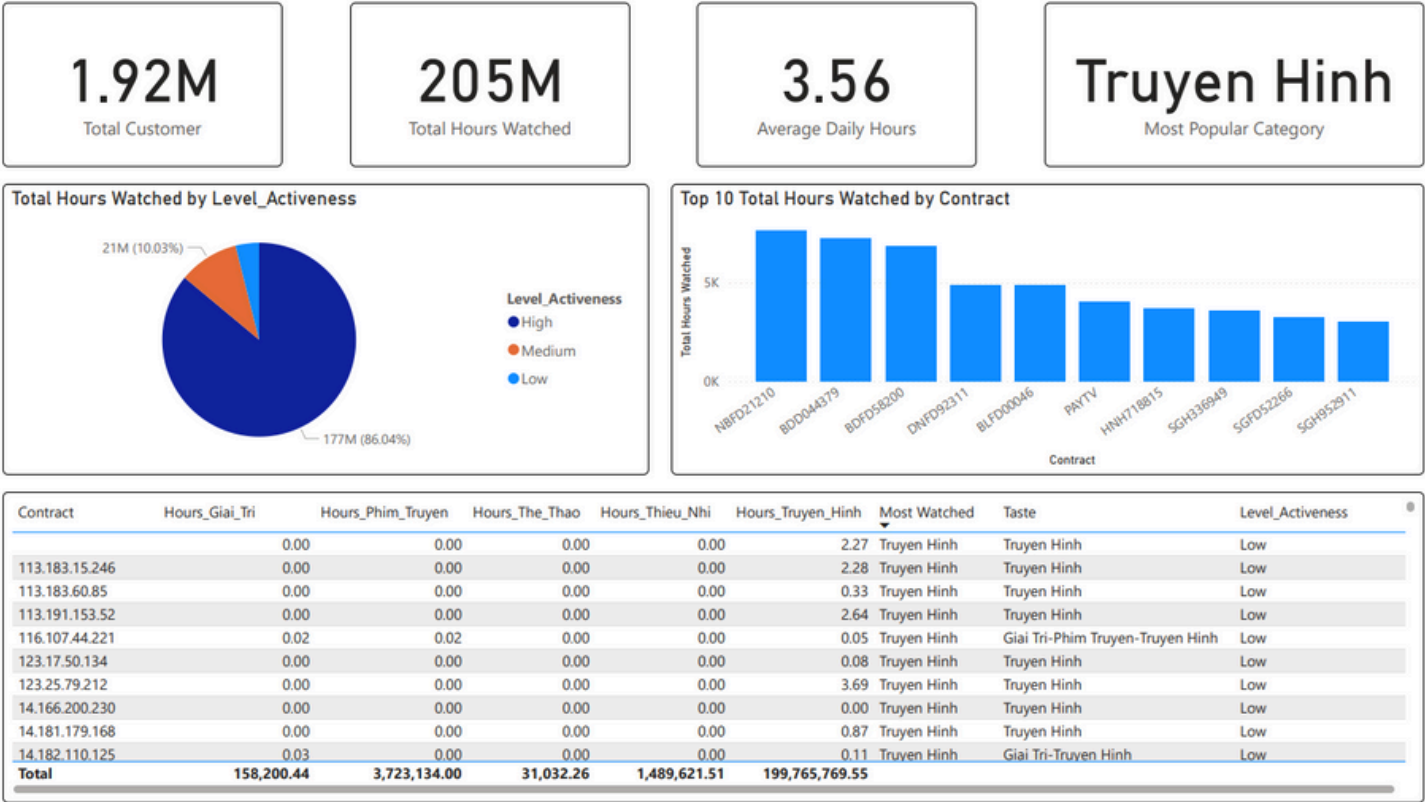 1.92M
Total Customer
205M
Total Hours Watched
3.56
Average Daily Hours
Truyen Hinh
Most Popular Category
Total Hours Watched by Level_Activeness
21M (10.03%)
177M (86.04%)
Level_Activeness
High
Medium
Low
Top 10 Total Hours Watched by Contract
Total Hours Watched
5K
0K
NBFD21210
BDD044379
BDFD58200
DNFD92311
BLFD00046
PAYTV
HNH718815
SGH336949
SGFD52266
SGH952911
Contract
Contract Hours_Giai_Tri Hours_Phim_Truyen Hours_The_Thao Hours_Thieu_Nhi Hours_Truyen_Hinh Most Watched Taste Level_Activeness
0.00 0.00 0.00 0.00 2.27 Truyen Hinh Truyen Hinh Low
113.183.15.246 0.00 0.00 0.00 0.00 2.28 Truyen Hinh Truyen Hinh Low
113.183.60.85 0.00 0.00 0.00 0.00 0.33 Truyen Hinh Truyen Hinh Low
113.191.153.52 0.00 0.00 0.00 0.00 2.64 Truyen Hinh Truyen Hinh Low
116.107.44.221 0.02 0.02 0.00 0.00 0.05 Truyen Hinh Giai Tri-Phim Truyen-Truyen Hinh Low
123.17.50.134 0.00 0.00 0.00 0.00 0.08 Truyen Hinh Truyen Hinh Low
123.25.79.212 0.00 0.00 0.00 0.00 3.69 Truyen Hinh Truyen Hinh Low
14.166.200.230 0.00 0.00 0.00 0.00 0.00 Truyen Hinh Truyen Hinh Low
14.181.179.168 0.00 0.00 0.00 0.00 0.87 Truyen Hinh Truyen Hinh Low
14.182.110.125 0.03 0.00 0.00 0.00 0.11 Truyen Hinh Giai Tri-Truyen Hinh Low
Total 158,200.44 3,723,134.00 31,032.26 1,489,621.51 199,765,769.55